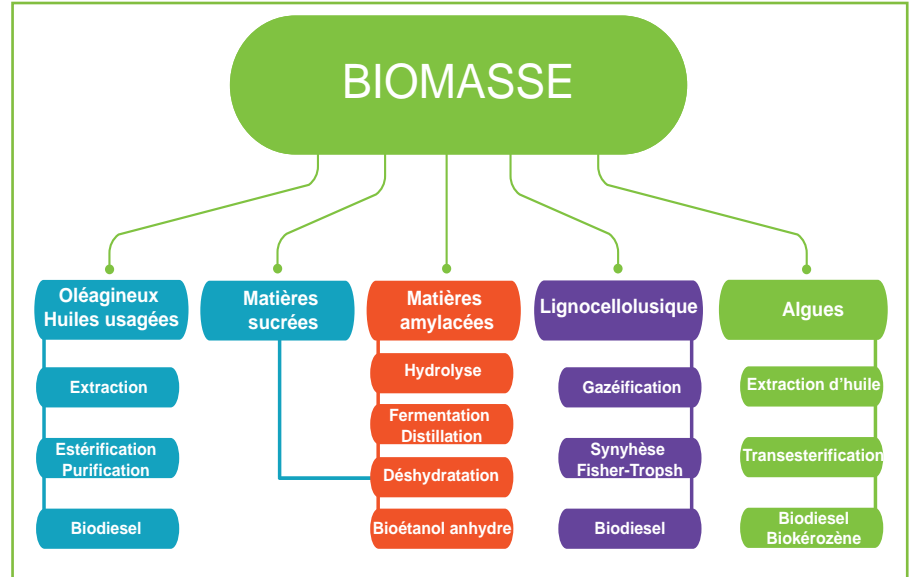 BIOMASSE
Oléagineux
Huiles usagées
Extraction
Estérification
Purification
Biodiesel
Matières
sucrées
Matières
amylacées
Hydrolyse
Fermentation
Distillation
Déshydratation
Bioétanol anhydre
Lignocellolusique
Gazéification
Synyhèse
Fisher-Tropsh
Biodiesel
Algues
Extraction d’huile
Transesterification
Biodiesel
Biokérozène